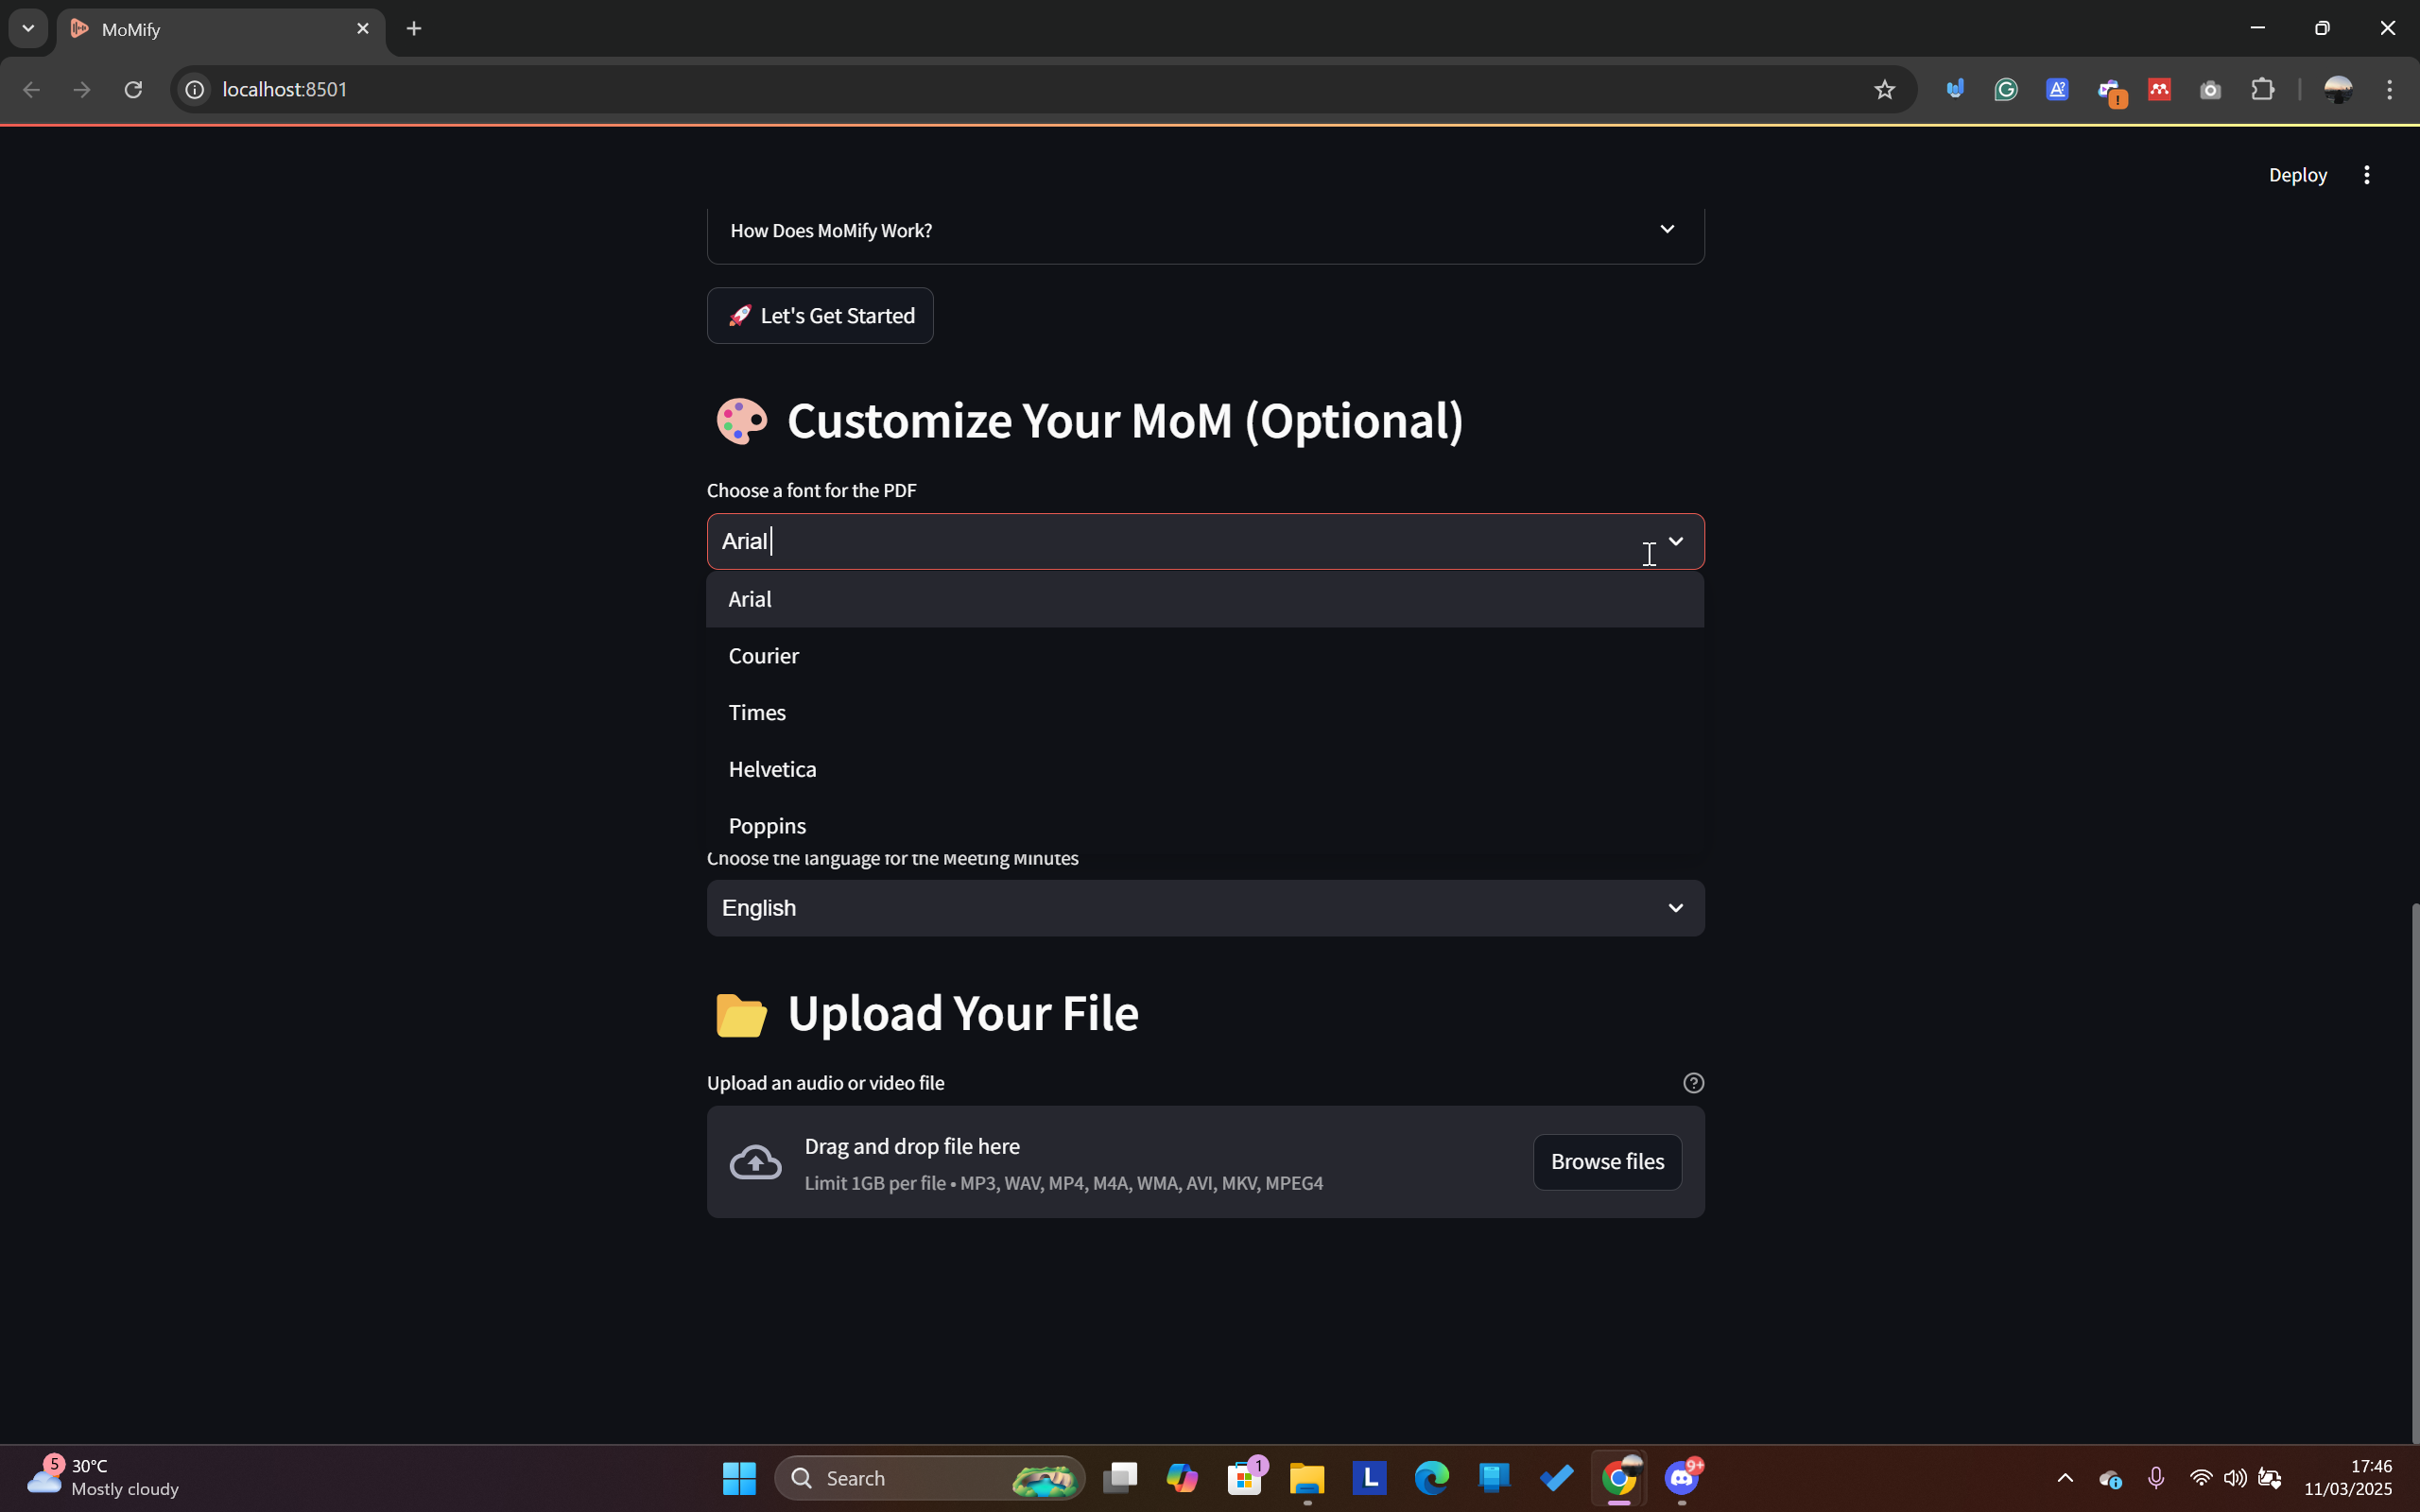 MoMify
localhost:8501
Deploy
How Does MoMify Work?
🚀 Let's Get Started
🎨 Customize Your MoM (Optional)
Choose a font for the PDF
Arial
Arial
Courier
Times
Helvetica
Poppins
Choose the language for the Meeting Minutes
English
📂 Upload Your File
Upload an audio or video file
Drag and drop file here
Limit 1GB per file • MP3, WAV, MP4, M4A, WMA, AVI, MKV, MPEG4
Browse files
5
30°C
Mostly cloudy
Search
1
L
9+
17:46
11/03/2025